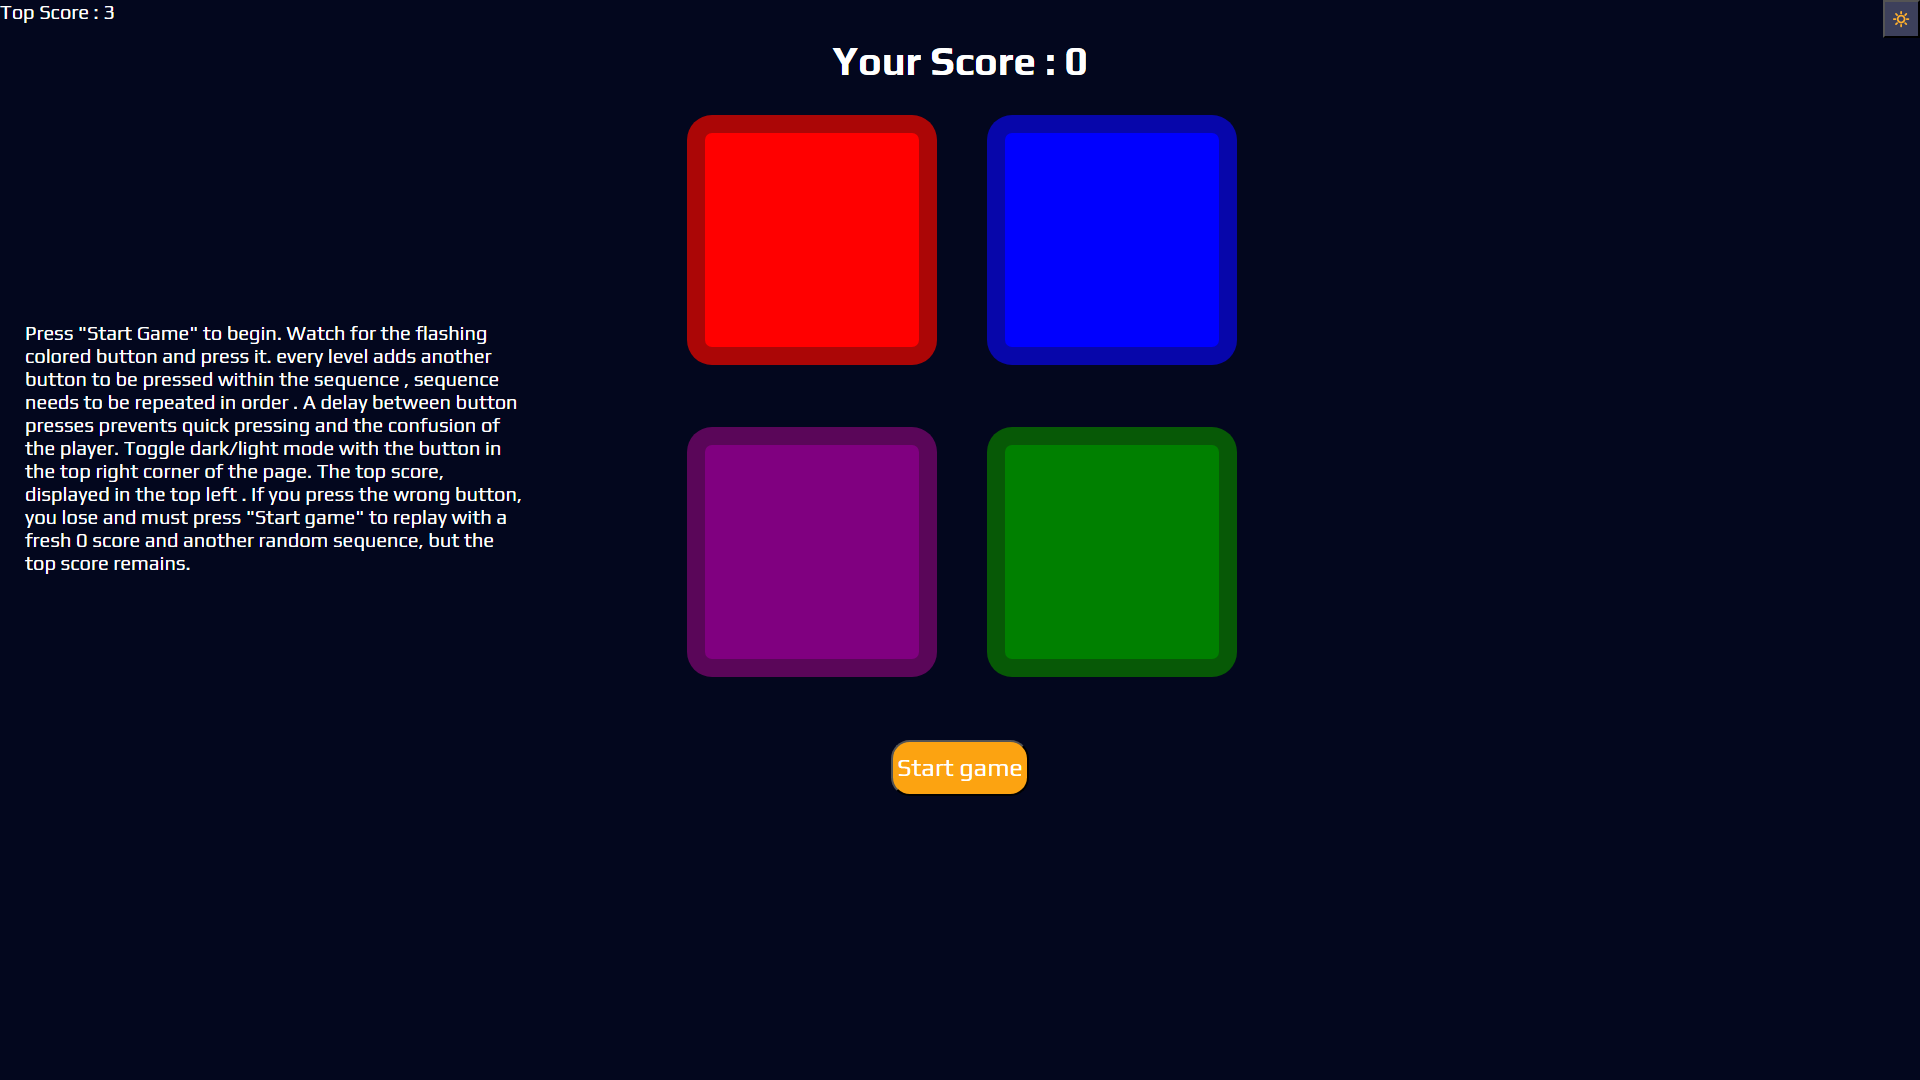 Top Score : 3
Your Score : 0
Press "Start Game" to begin. Watch for the flashing
colored button and press it. every level adds another
button to be pressed within the sequence , sequence
needs to be repeated in order . A delay between button
presses prevents quick pressing and the confusion of
the player. Toggle dark/light mode with the button in
the top right corner of the page. The top score,
displayed in the top left . If you press the wrong button,
you lose and must press "Start game" to replay with a
fresh 0 score and another random sequence, but the
top score remains.
Start game